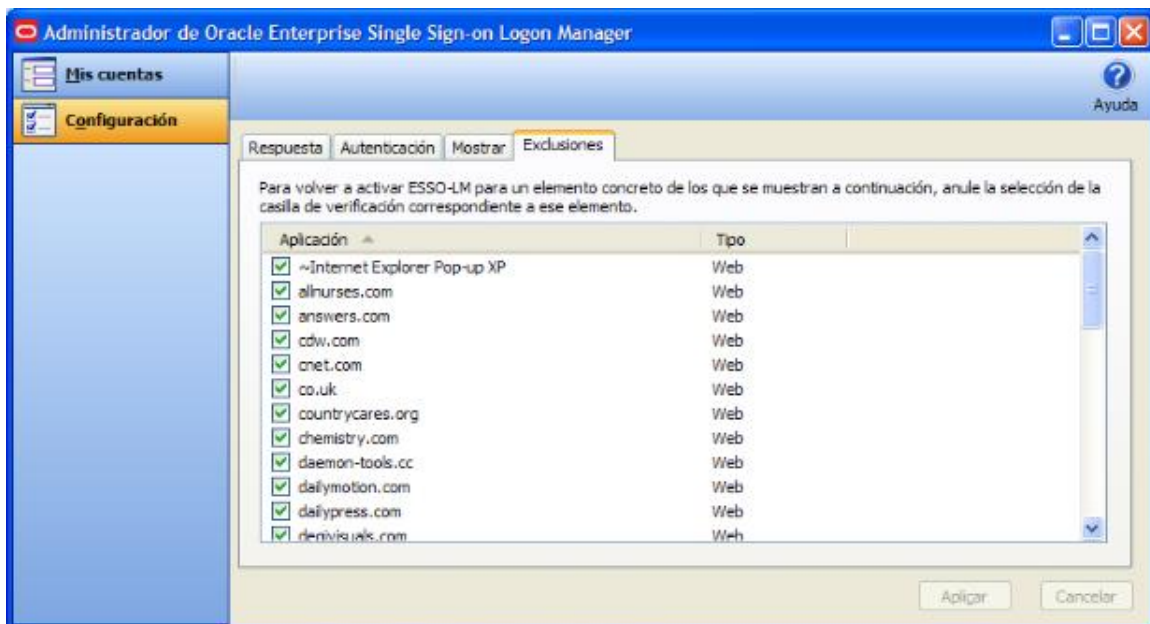 Administrador de Oracle Enterprise Single Sign-on Logon Manager
Mis cuentas
Configuración
Ayuda
Respuesta Autenticación Mostrar Exclusiones
Para volver a activar ESSO-LM para un elemento concreto de los que se muestran a continuación, anule la selección de la
casilla de verificación correspondiente a ese elemento.
Aplicación Tipo
~Internet Explorer Pop-up XP Web
allnurses.com Web
answers.com Web
cdw.com Web
cnet.com Web
co.uk Web
countrycares.org Web
chemistry.com Web
daemon-tools.cc Web
dailymotion.com Web
dailypress.com Web
Web
Aplicar Cancelar